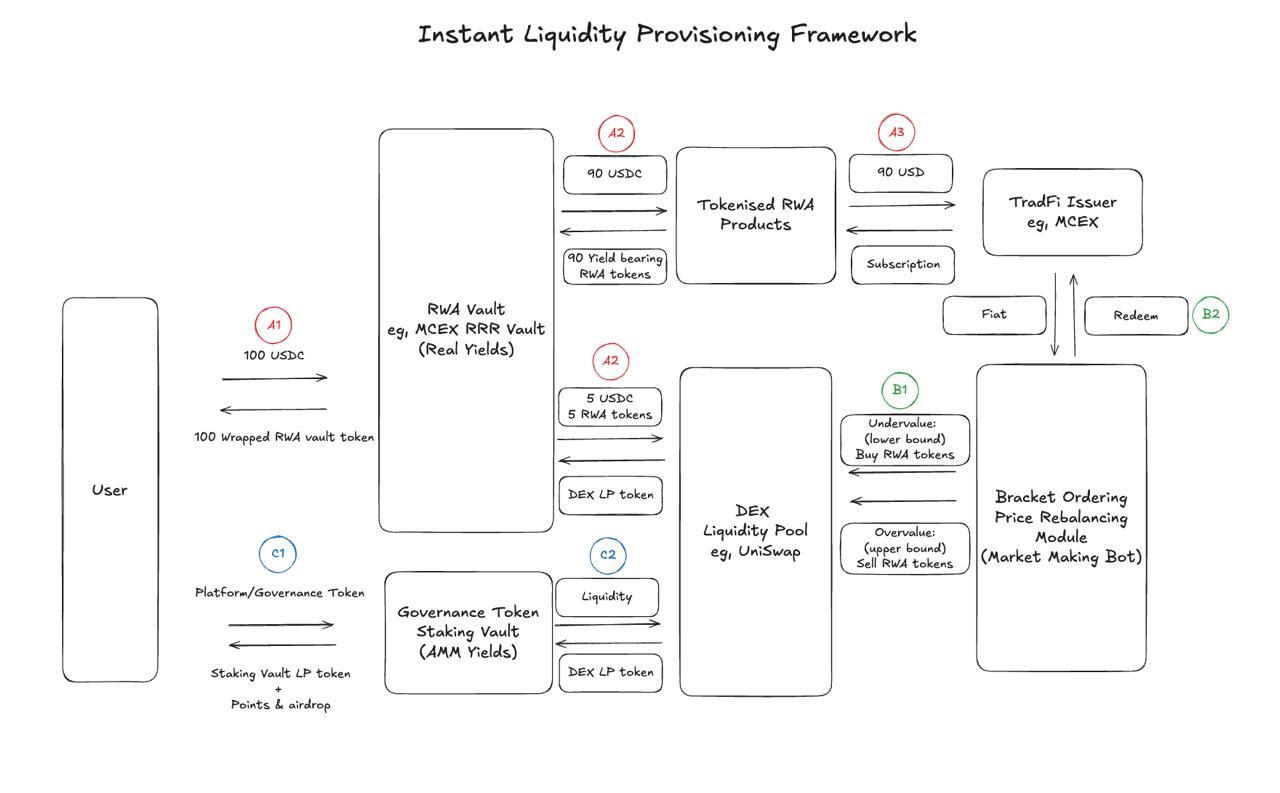 Instant Liquidity Provisioning Framework
A2
A3
90 USDC
90 USD
Tokenised RWA
Products
TradFi Issuer
eg, MCEX
90 Yield bearing
RWA tokens
Subscription
RWA Vault
eg, MCEX RRR Vault
(Real Yields)
Fiat
Redeem
B2
A1
100 USDC
100 Wrapped RWA vault token
A2
5 USDC
5 RWA tokens
DEX LP token
B1
Undervalue:
(lower bound)
Buy RWA tokens
User
DEX
Liquidity Pool
eg, UniSwap
Bracket Ordering
Price Rebalancing
Module
(Market Making Bot)
Overvalue:
(upper bound)
Sell RWA tokens
C1
Platform/Governance Token
Staking Vault LP token
+
Points & airdrop
Governance Token
Staking Vault
(AMM Yields)
C2
Liquidity
DEX LP token